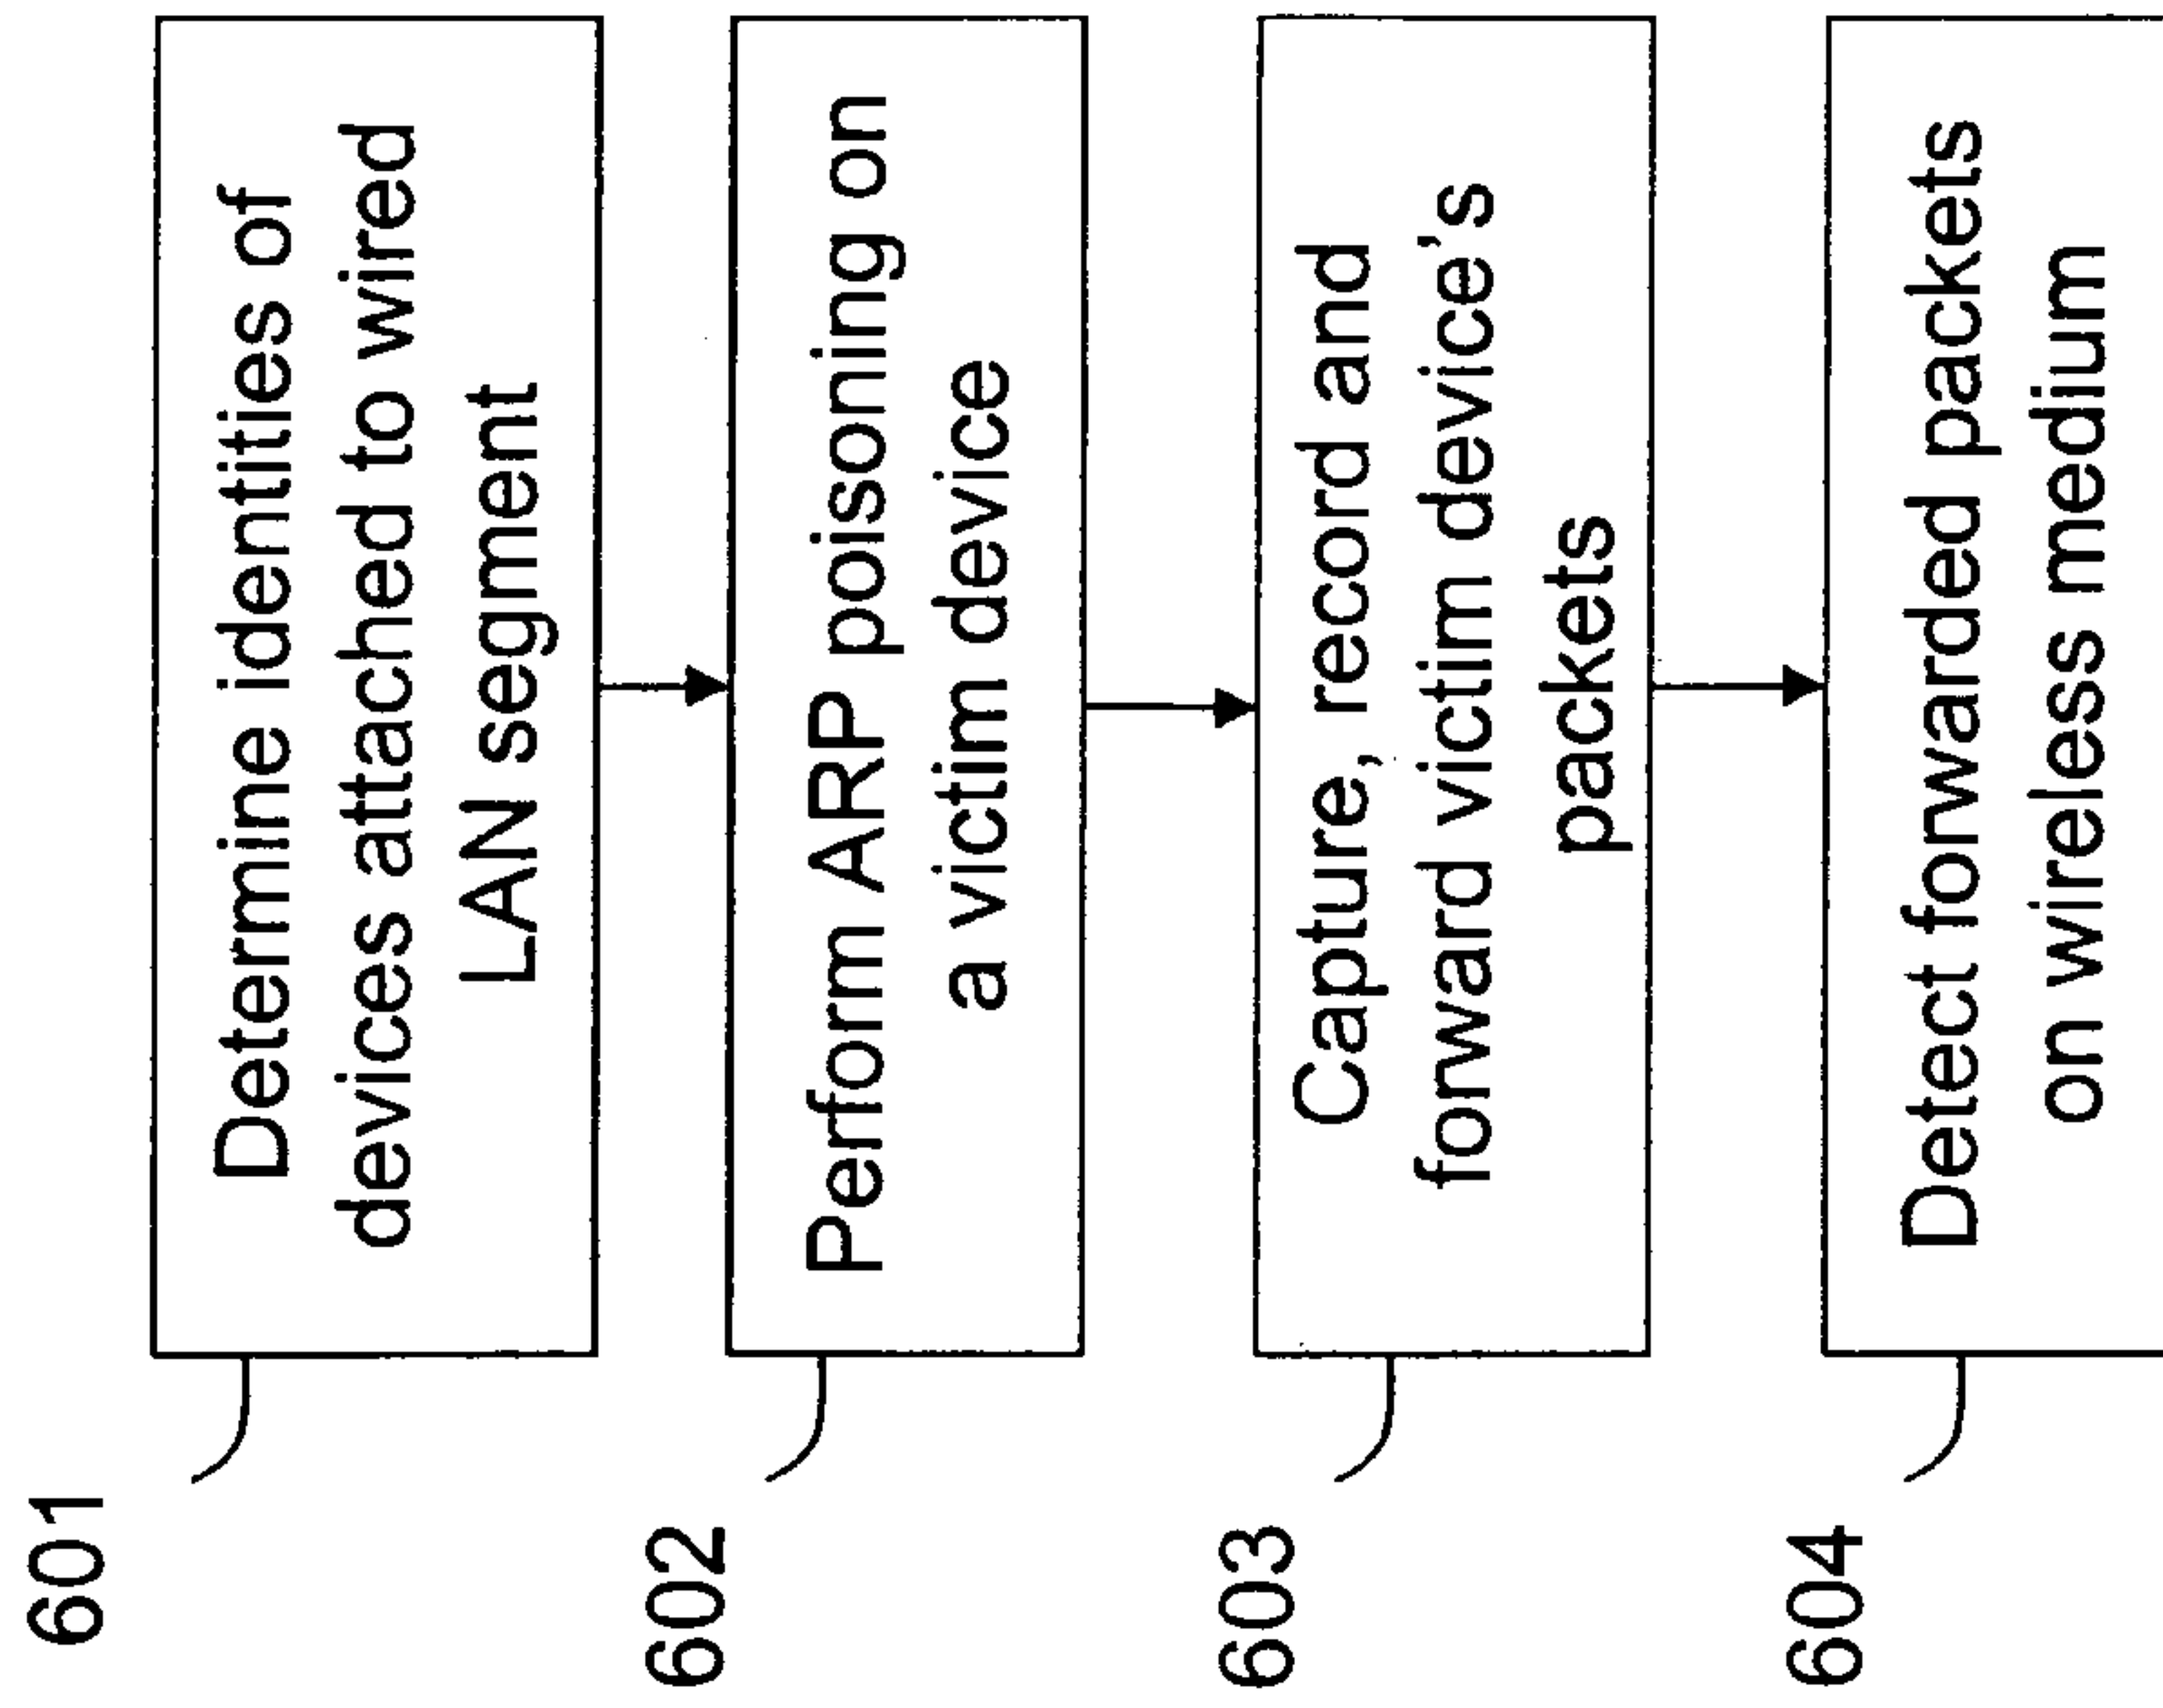 601
Determine identities of
devices attached to wired
LAN segment
602
Perform ARP poisoning on
a victim device
603
Capture, record and
forward victim device's
packets
604
Detect forwarded packets
on wireless medium